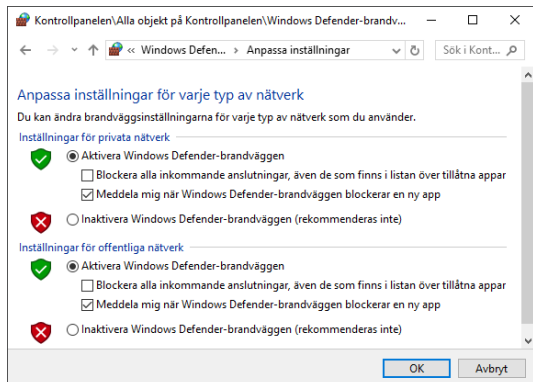 Kontrollpanelen\Alla objekt på Kontrollpanelen\Windows Defender-brandv...
« Windows Defen... > Anpassa inställningar
Sök i Kont...
Anpassa inställningar för varje typ av nätverk
Du kan ändra brandväggsinställningarna för varje typ av nätverk som du använder.
Inställningar för privata nätverk
Aktivera Windows Defender-brandväggen
Blockera alla inkommande anslutningar, även de som finns i listan över tillåtna appar
Meddela mig när Windows Defender-brandväggen blockerar en ny app
Inaktivera Windows Defender-brandväggen (rekommenderas inte)
Inställningar för offentliga nätverk
Aktivera Windows Defender-brandväggen
Blockera alla inkommande anslutningar, även de som finns i listan över tillåtna appar
Meddela mig när Windows Defender-brandväggen blockerar en ny app
Inaktivera Windows Defender-brandväggen (rekommenderas inte)
OK Avbryt